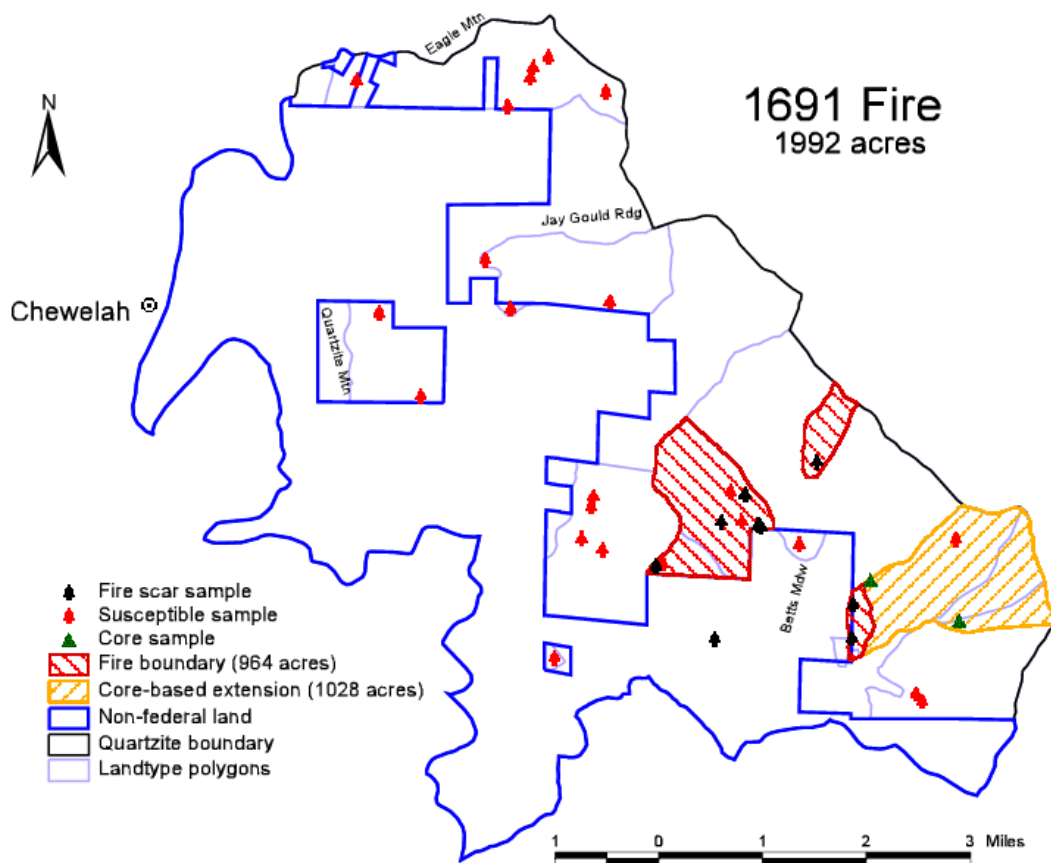 Eagle Mtn
N
1691 Fire
1992 acres
Jay Gould Rdg
Chewelah
Quartzite Mtn
Betts Mdw
Fire scar sample
Susceptible sample
Core sample
Fire boundary (964 acres)
Core-based extension (1028 acres)
Non-federal land
Quartzite boundary
Landtype polygons
1 0 1 2 3 Miles